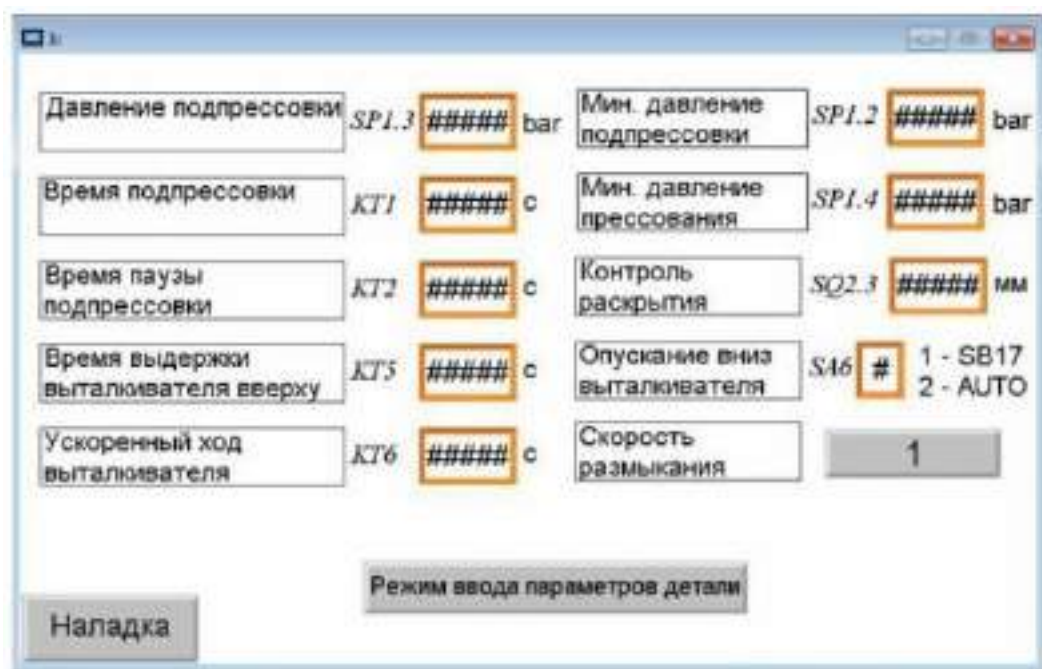 Давление подпрессовки SP1.3 ##### bar
Мин. давление
подпрессовки SP1.2 ##### bar
Время подпрессовки KT1 ##### с
Мин. давление
прессования SP1.4 ##### bar
Время паузы
подпрессовки KT2 ##### с
Контроль
раскрытия SQ2.3 ##### мм
Время выдержки
выталкивателя вверху KT5 ##### с
Опускание вниз
выталкивателя SA6 # 1 - SB17
2 - AUTO
Ускоренный ход
выталкивателя KT6 ##### с
Скорость
размыкания 1
Режим ввода параметров детали
Наладка